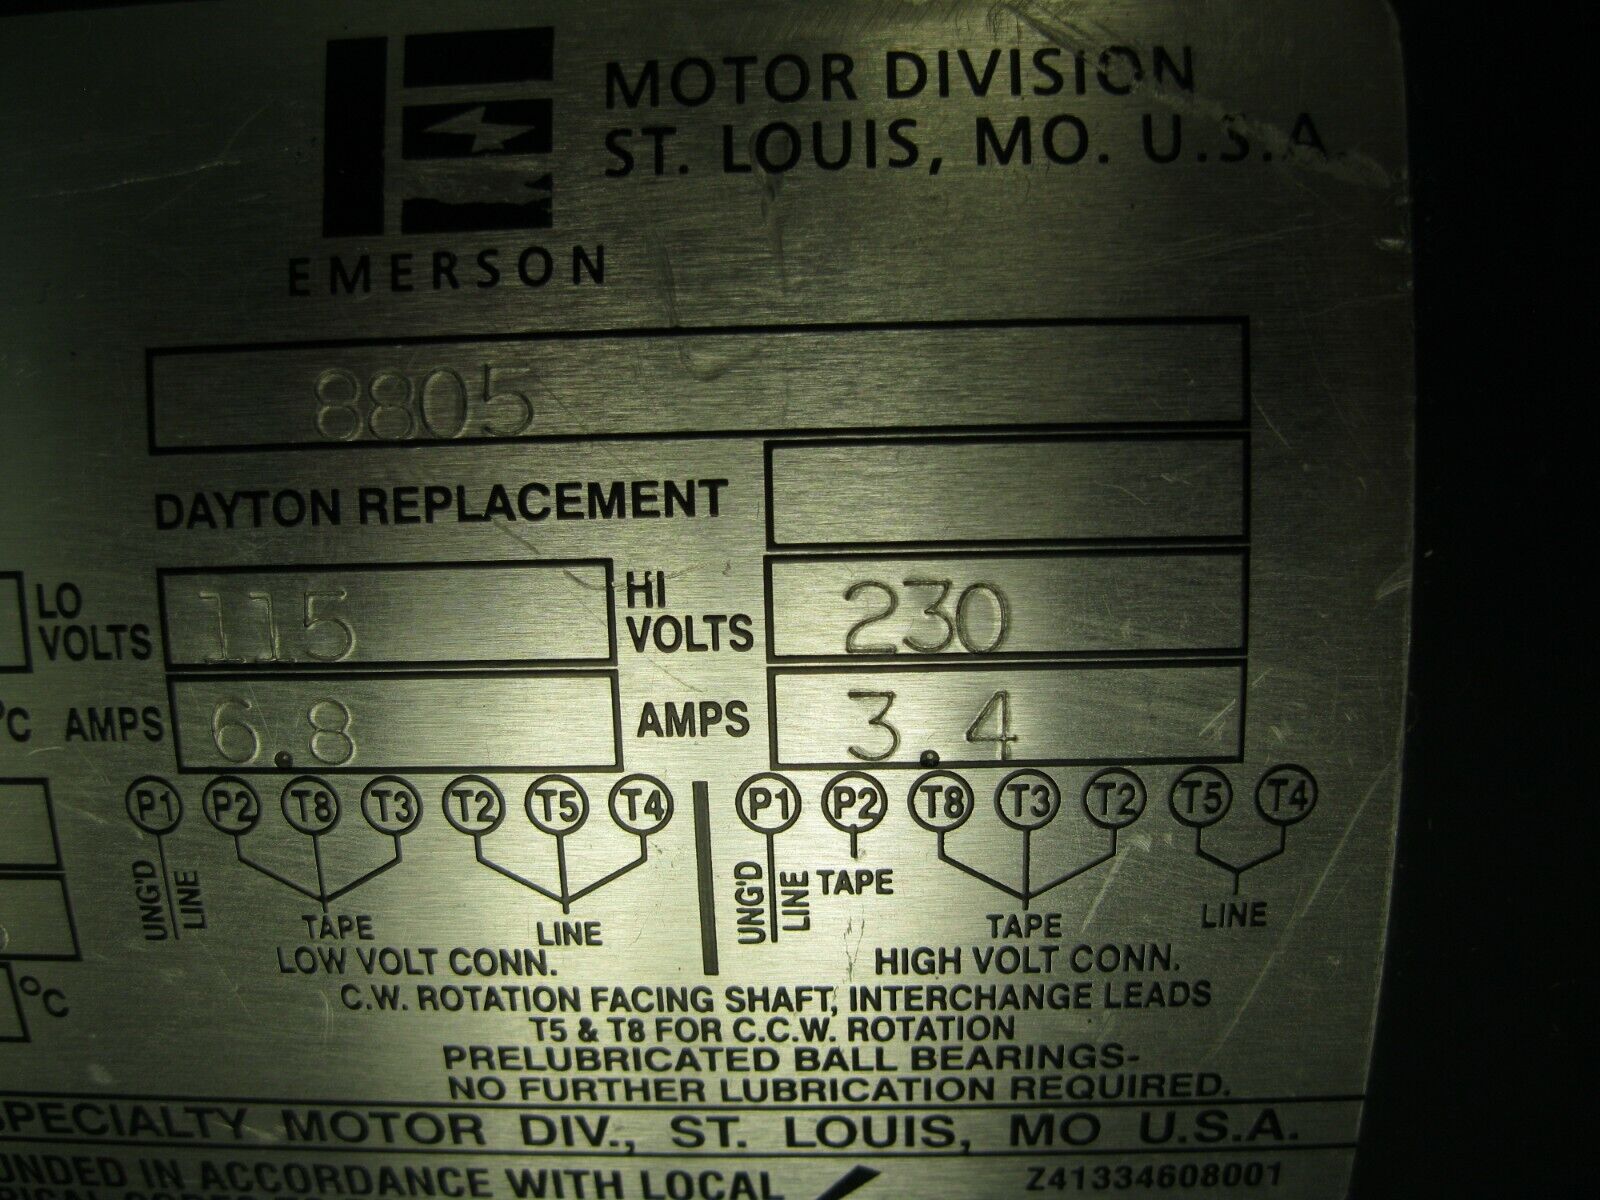 MOTOR DIVISION
ST. LOUIS, MO. U.S.A.
EMERSON
8805
DAYTON REPLACEMENT
LO VOLTS 115 HI VOLTS 230
°C AMPS 6.8 AMPS 3.4
P1 P2 T8 T3 T2 T5 T4 P1 P2 T8 T3 T2 T5 T4
UNG'D LINE TAPE LINE UNG'D LINE TAPE TAPE LINE
LOW VOLT CONN. HIGH VOLT CONN.
°C C.W. ROTATION FACING SHAFT, INTERCHANGE LEADS
T5 & T8 FOR C.C.W. ROTATION
PRELUBRICATED BALL BEARINGS-
NO FURTHER LUBRICATION REQUIRED.
SPECIALTY MOTOR DIV., ST. LOUIS, MO U.S.A.
UNDED IN ACCORDANCE WITH LOCAL Z41334608001